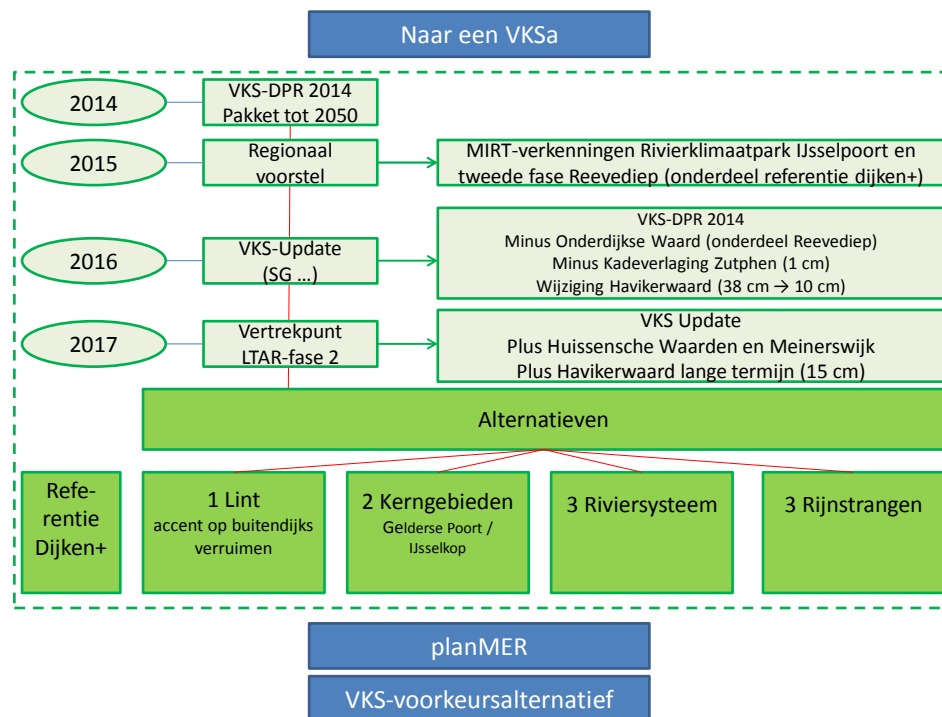 Naar een VKSa
2014
VKS-DPR 2014
Pakket tot 2050
2015
Regionaal
voorstel
MIRT-verkenningen Rivierklimaatpark IJsselpoort en
tweede fase Reevediep (onderdeel referentie dijken+)
2016
VKS-Update
(SG ...)
VKS-DPR 2014
Minus Onderdijkse Waard (onderdeel Reevediep)
Minus Kadeverlaging Zutphen (1 cm)
Wijziging Havikerwaard (38 cm → 10 cm)
2017
Vertrekpunt
LTAR-fase 2
VKS Update
Plus Huissensche Waarden en Meinerswijk
Plus Havikerwaard lange termijn (15 cm)
Alternatieven
Refe-
rentie
Dijken+
1 Lint
accent op buitendijks
verruimen
2 Kerngebieden
Gelderse Poort /
IJsselkop
3 Riviersysteem
3 Rijnstrangen
planMER
VKS-voorkeursalternatief